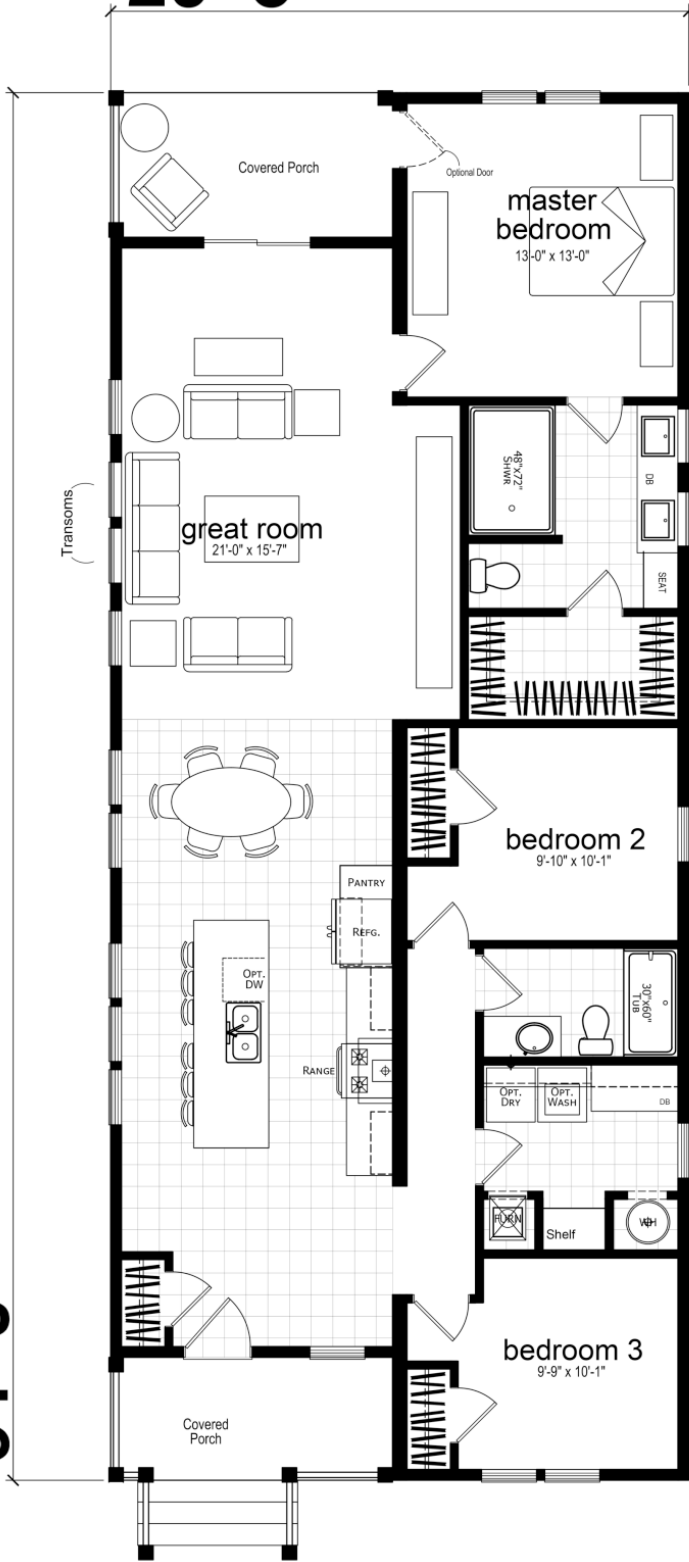 Covered Porch
Optional Door
master
bedroom
13-0" x 13'-0"
48"x72"
SHWR
DB
SEAT
Transoms
great room
21'-0" x 15'-7"
bedroom 2
9'-10" x 10'-1"
PANTRY
REFG.
OPT.
DW
30"x60"
TUB
RANGE
OPT.
DRY
OPT.
WASH
DB
FURN
Shelf
WH
bedroom 3
9'-9" x 10'-1"
Covered
Porch